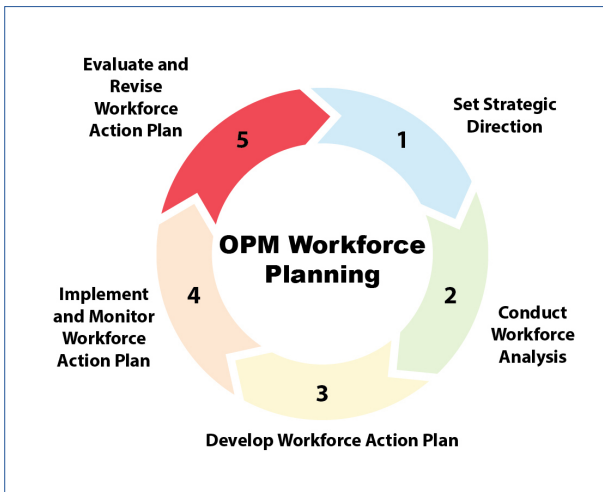 OPM Workforce
Planning
1
Set Strategic
Direction
2
Conduct
Workforce
Analysis
3
Develop Workforce Action Plan
4
Implement
and Monitor
Workforce
Action Plan
5
Evaluate and
Revise
Workforce
Action Plan